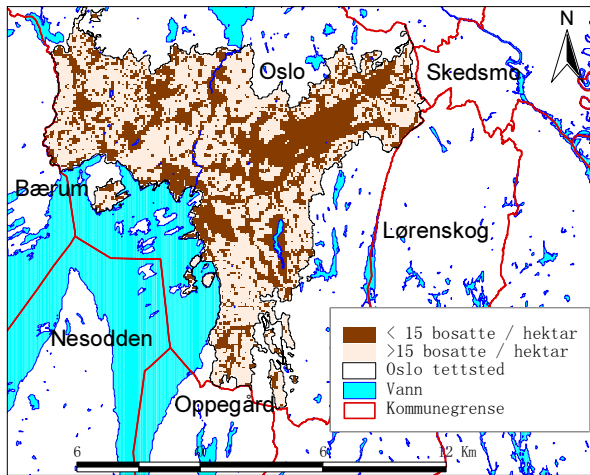 N
Oslo
Skedsmo
Bærum
Lørenskog
Nesodden
Oppegård
< 15 bosatte / hektar
>15 bosatte / hektar
Oslo tettsted
Vann
Kommunegrense
6 0 6 12 Km